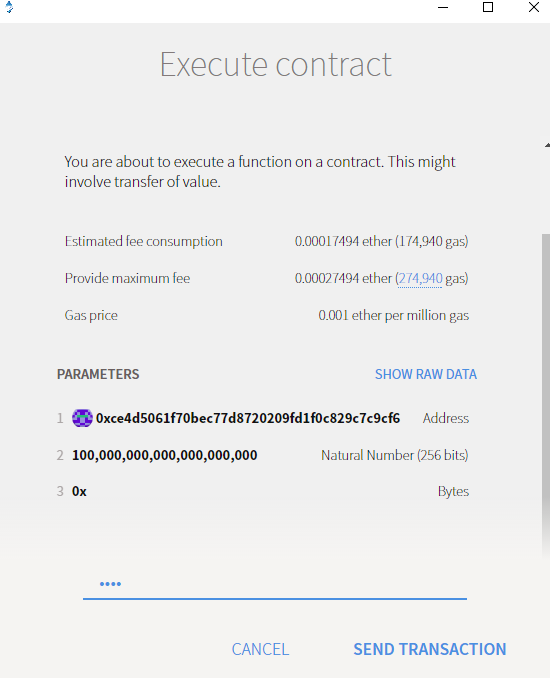 Execute contract
You are about to execute a function on a contract. This might
involve transfer of value.
Estimated fee consumption 0.00017494 ether (174,940 gas)
Provide maximum fee 0.00027494 ether (274,940 gas)
Gas price 0.001 ether per million gas
PARAMETERS SHOW RAW DATA
1 0xce4d5061f70bec77d8720209fd1f0c829c7c9cf6 Address
2 100,000,000,000,000,000,000 Natural Number (256 bits)
3 0x Bytes
••••
CANCEL SEND TRANSACTION